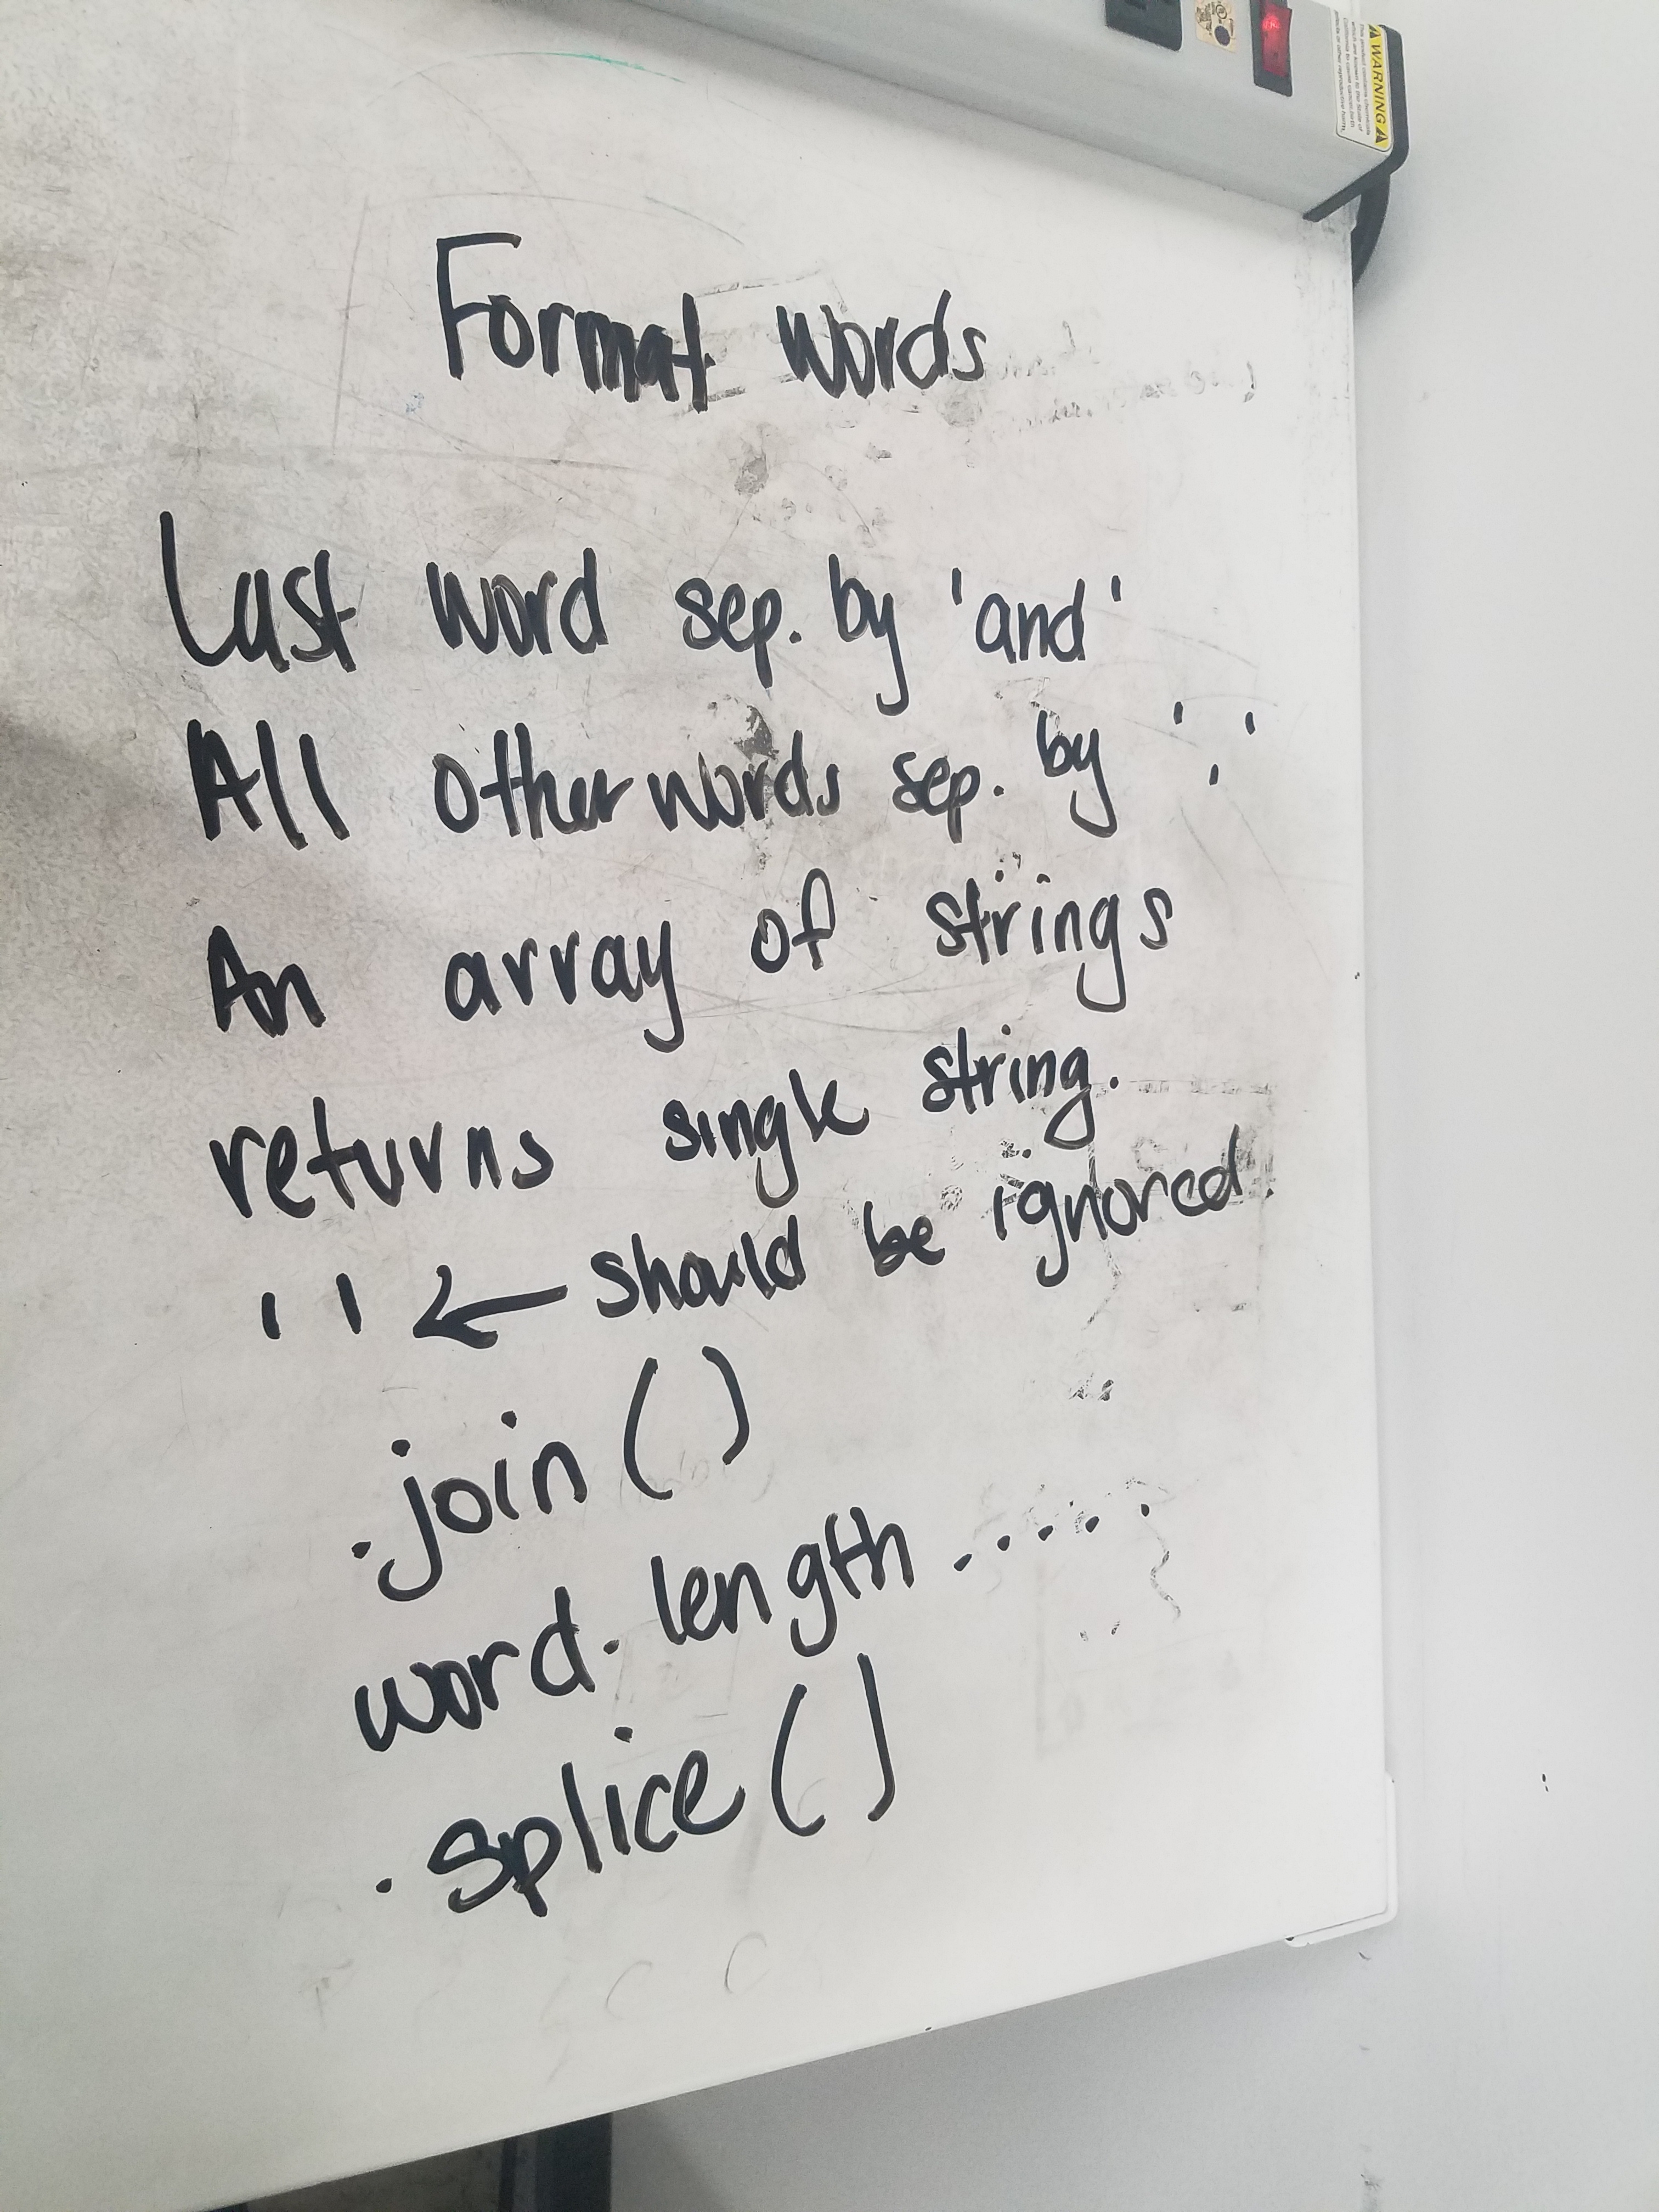 WARNING
Format words
Last word sep. by 'and'
All other words sep. by ','
An array of strings
returns single string.
' ' ← should be ignored.
.join()
word.length......
.splice()